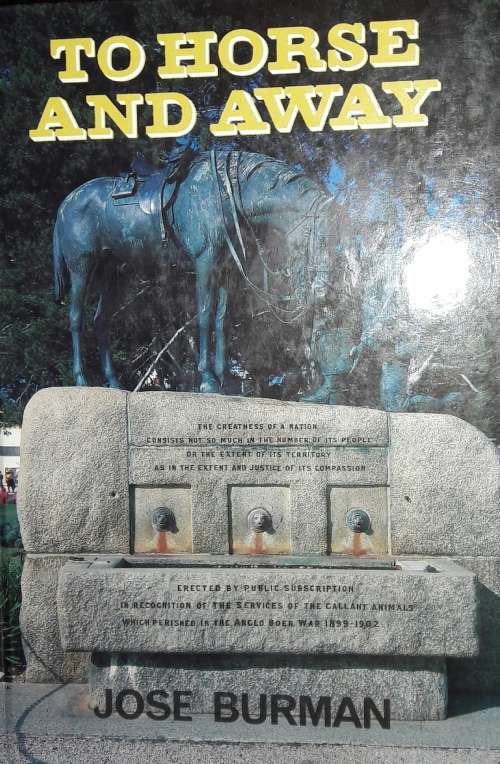 TO HORSE
AND AWAY
THE GREATNESS OF A NATION
CONSISTS NOT SO MUCH IN THE NUMBER OF ITS PEOPLE
OR THE EXTENT OF ITS TERRITORY
AS IN THE EXTENT AND JUSTICE OF ITS COMPASSION
ERECTED BY PUBLIC SUBSCRIPTION
IN RECOGNITION OF THE SERVICES OF THE GALLANT ANIMALS
WHICH PERISHED IN THE ANGLO BOER WAR 1899-1902
JOSE BURMAN